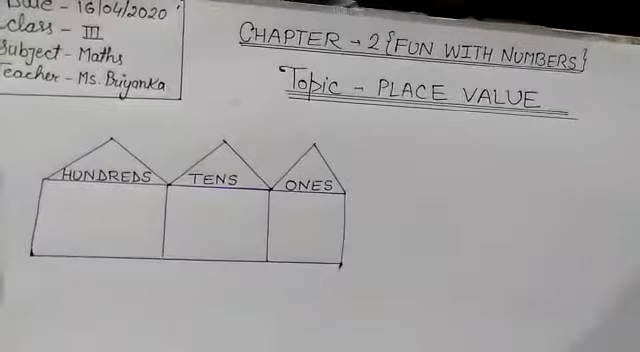 Date - 16/04/2020
Class - III
Subject - Maths
Teacher - Ms. Priyanka
CHAPTER → 2 {FUN WITH NUMBERS}
Topic - PLACE VALUE
HUNDREDS TENS ONES